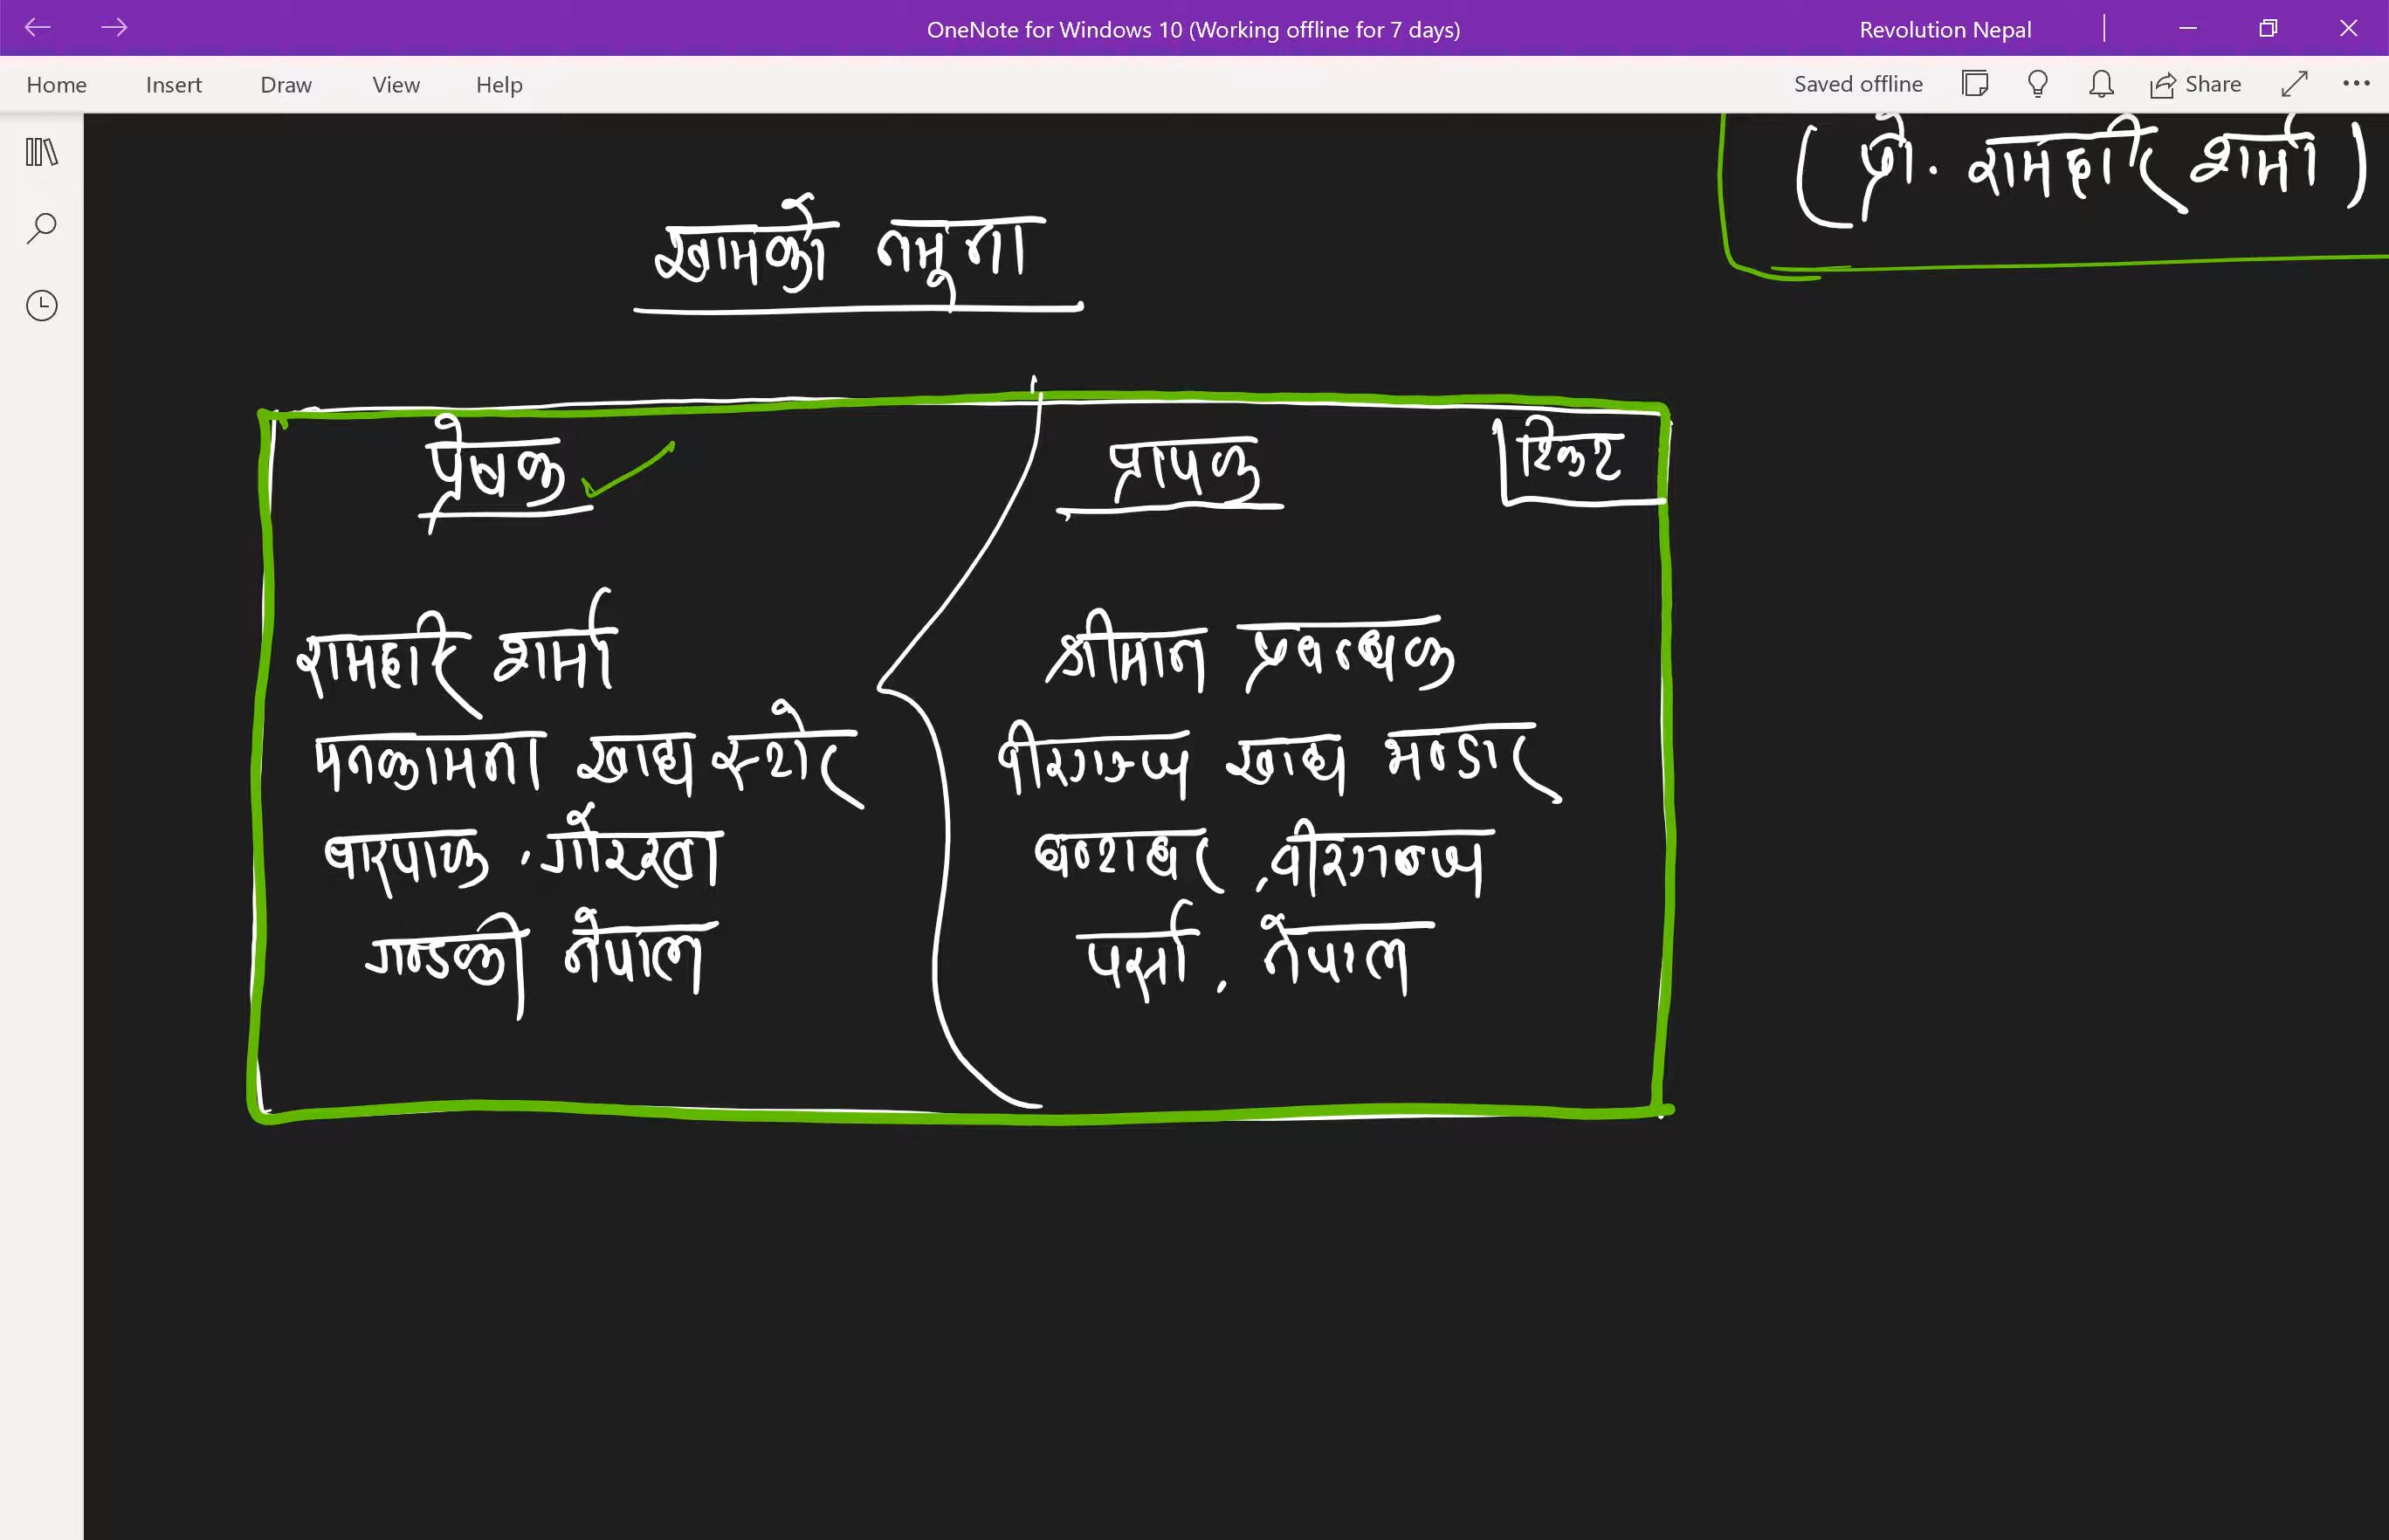 OneNote for Windows 10 (Working offline for 7 days)
Revolution Nepal
Home Insert Draw View Help
Saved offline
Share
(प्रो. रामहरि शर्मा)
खामको नमूना
प्रेषक
रामहरि शर्मा
मनकामना खाद्य स्टोर
बारपाक, गोरखा
गण्डकी नेपाल
प्रापक
टिकट
श्रीमान प्रबन्धक
वीरगञ्ज खाद्य भण्डार
घण्टाघर, वीरगञ्ज
पर्सा, नेपाल